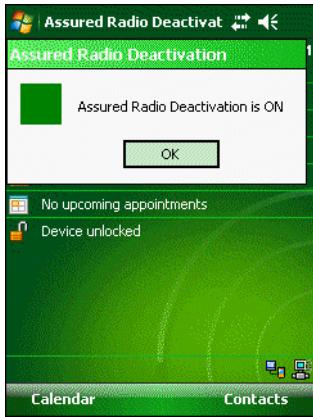 Assured Radio Deactivat
Assured Radio Deactivation
1
Assured Radio Deactivation is ON
OK
No upcoming appointments
Device unlocked
Calendar
Contacts